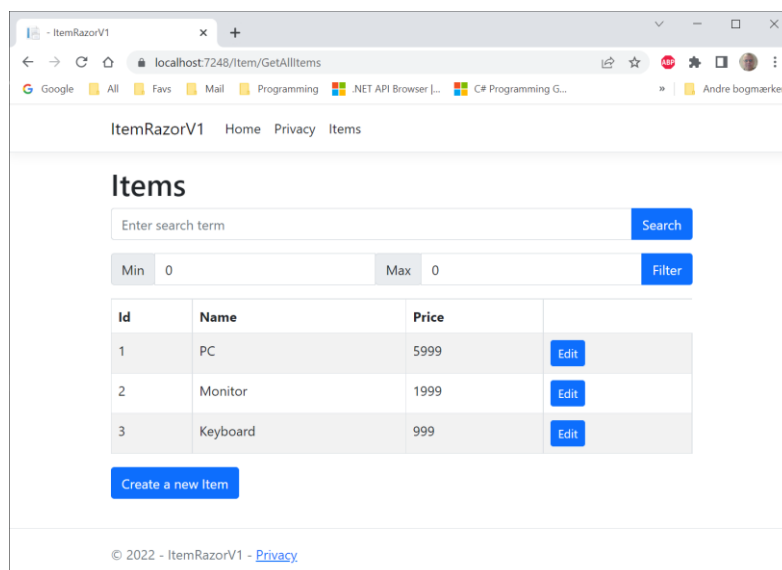 - ItemRazorV1
localhost:7248/Item/GetAllItems
ABP
Google All Favs Mail Programming .NET API Browser |... C# Programming G... » Andre bogmærker
ItemRazorV1 Home Privacy Items
Items
Enter search term Search
Min 0 Max 0 Filter
Id Name Price
1 PC 5999 Edit
2 Monitor 1999 Edit
3 Keyboard 999 Edit
Create a new Item
© 2022 - ItemRazorV1 - Privacy